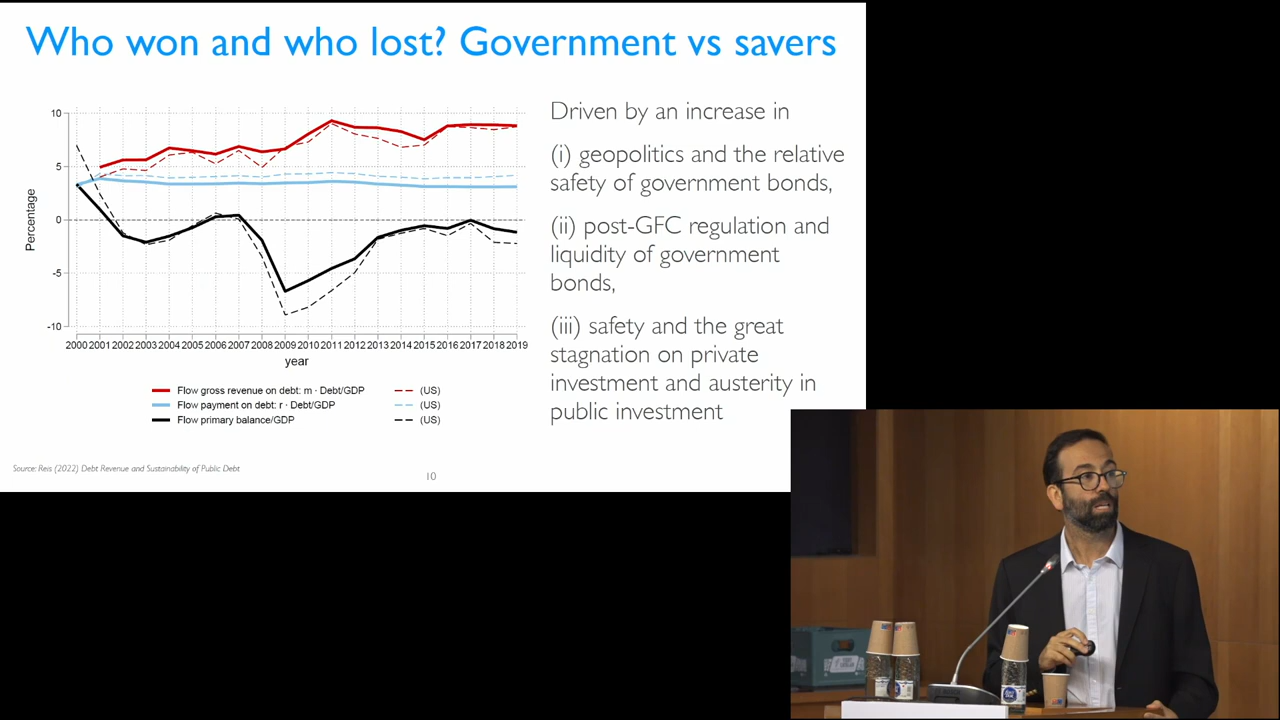 Who won and who lost? Government vs savers
10
5
0
-5
-10
Percentage
2000 2001 2002 2003 2004 2005 2006 2007 2008 2009 2010 2011 2012 2013 2014 2015 2016 2017 2018 2019
year
Flow gross revenue on debt: m · Debt/GDP (US)
Flow payment on debt: r · Debt/GDP (US)
Flow primary balance/GDP (US)
Driven by an increase in
(i) geopolitics and the relative
safety of government bonds,
(ii) post-GFC regulation and
liquidity of government
bonds,
(iii) safety and the great
stagnation on private
investment and austerity in
public investment
Source: Reis (2022) Debt Revenue and Sustainability of Public Debt
10